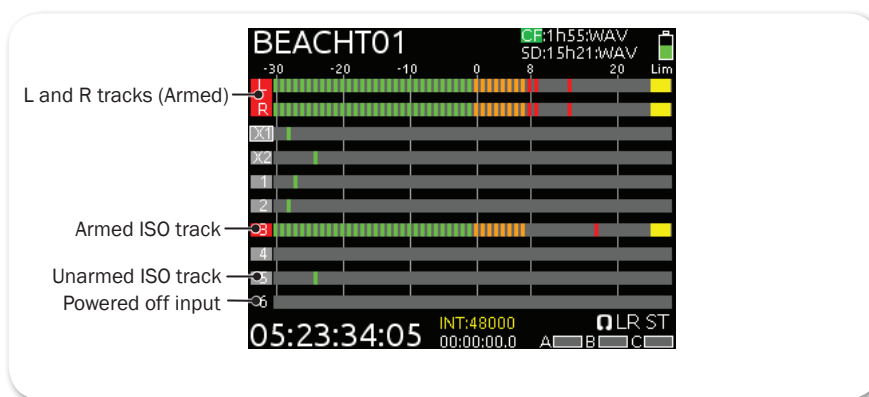 BEACHT01
CF:1h55:WAV
SD:15h21:WAV
-30 -20 -10 0 8 20 Lim
L and R tracks (Armed)
L
R
X1
X2
1
2
Armed ISO track
3
4
Unarmed ISO track
5
Powered off input
6
05:23:34:05
INT:48000
00:00:00.0
LR ST
A B C